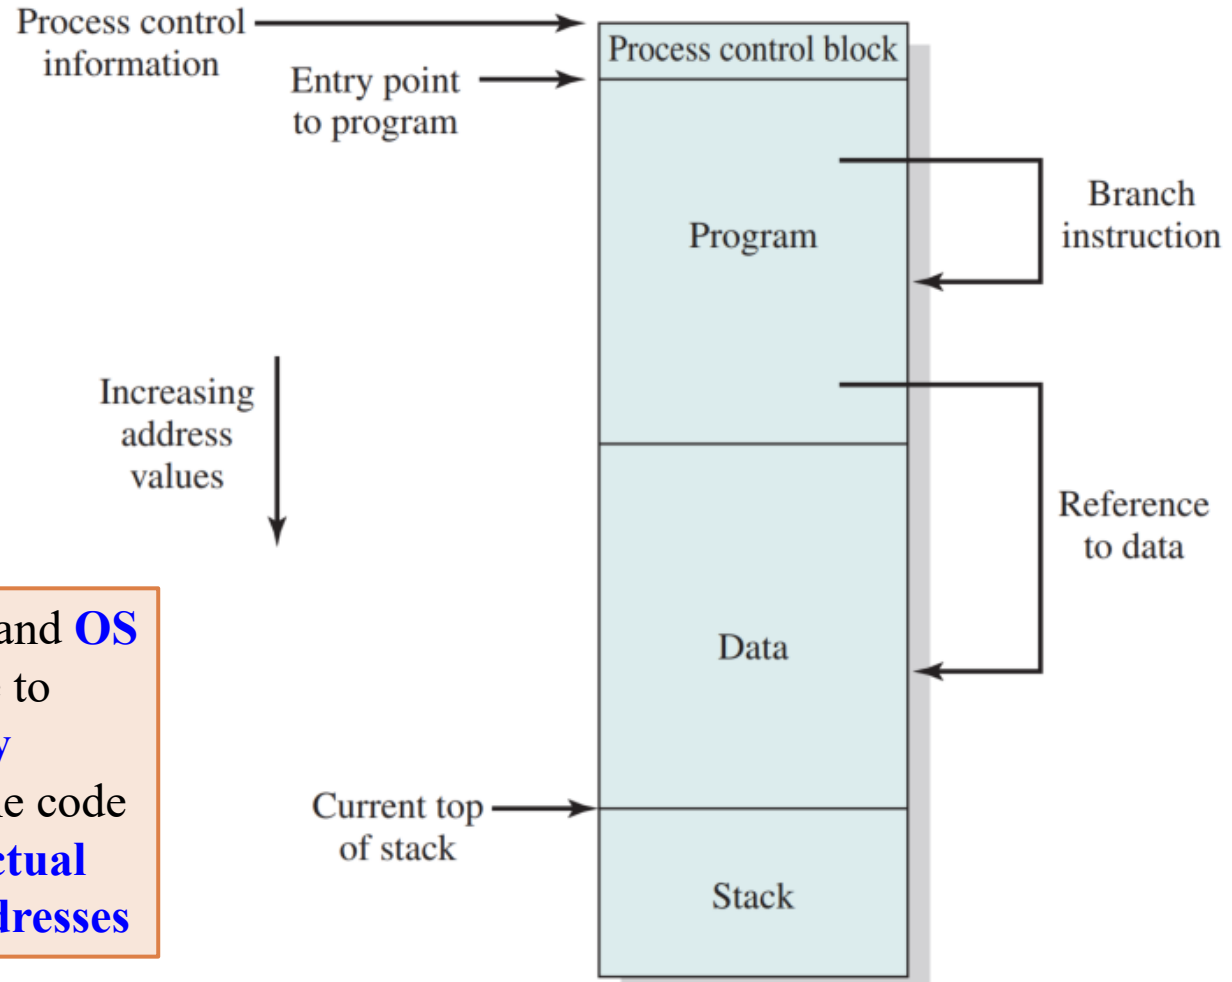 Process control
information
Process control block
Entry point
to program
Branch
instruction
Program
Increasing
address
values
Reference
to data
and OS
to
Data
e code
Current top
of stack
ctual
Stack
dresses